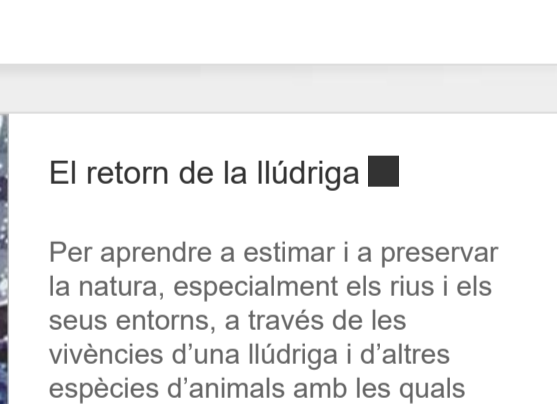 El retorn de la llúdriga
Per aprendre a estimar i a preservar
la natura, especialment els rius i els
seus entorns, a través de les
vivències d’una llúdriga i d’altres
espècies d’animals amb les quals